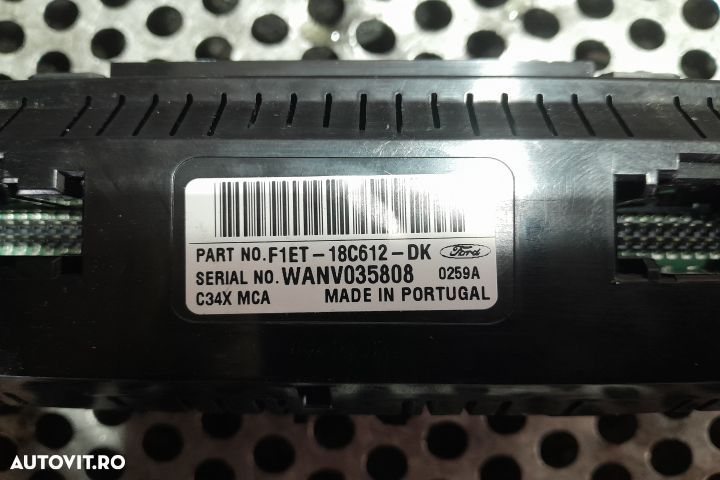 PART NO. F1ET-18C612-DK Ford
SERIAL NO. WANV035808 0259A
C34X MCA MADE IN PORTUGAL
AUTOVIT.RO